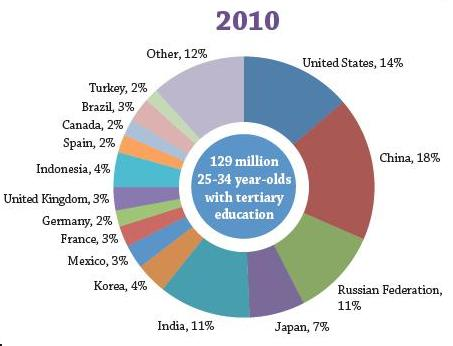 2010
Other, 12%
United States, 14%
Turkey, 2%
Brazil, 3%
Canada, 2%
Spain, 2%
Indonesia, 4%
United Kingdom, 3%
Germany, 2%
France, 3%
Mexico, 3%
Korea, 4%
India, 11%
Japan, 7%
Russian Federation,
11%
China, 18%
129 million
25-34 year-olds
with tertiary
education